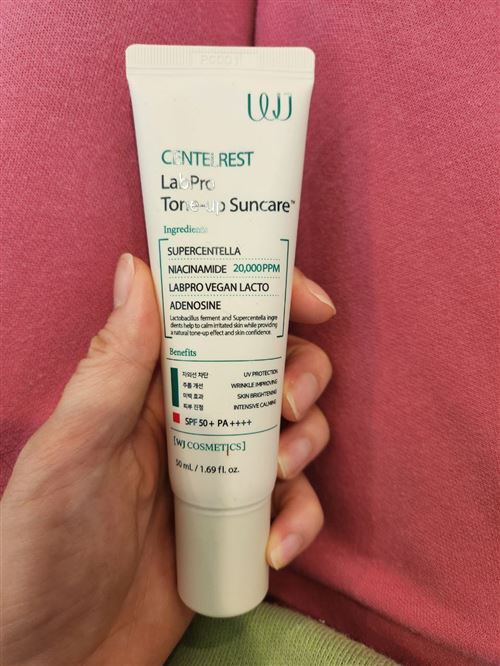 WJ
CENTELREST
LabPro
Tone-up Suncare™
Ingredients
SUPERCENTELLA
NIACINAMIDE 20,000PPM
LABPRO VEGAN LACTO
ADENOSINE
Lactobacillus ferment and Supercentella ingre
dients help to calm irritated skin while providing
a natural tone-up effect and skin confidence.
Benefits
자외선 차단 UV PROTECTION
주름 개선 WRINKLE IMPROVING
미백 효과 SKIN BRIGHTENING
피부 진정 INTENSIVE CALMING
SPF 50+ PA++++
[WJ COSMETICS]
50 mL / 1.69 fl. oz.